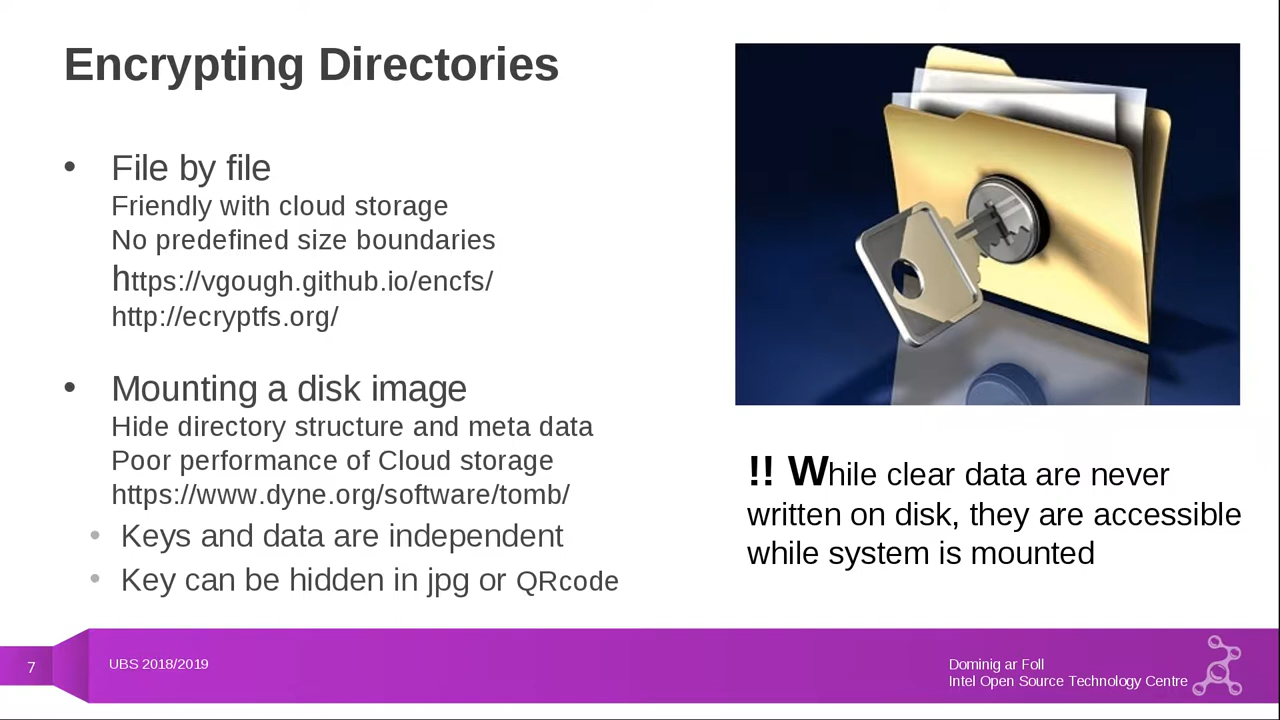 Encrypting Directories
• File by file
Friendly with cloud storage
No predefined size boundaries
https://vgough.github.io/encfs/
http://ecryptfs.org/
• Mounting a disk image
Hide directory structure and meta data
Poor performance of Cloud storage
https://www.dyne.org/software/tomb/
• Keys and data are independent
• Key can be hidden in jpg or QRcode
!! While clear data are never
written on disk, they are accessible
while system is mounted
7
UBS 2018/2019
Dominig ar Foll
Intel Open Source Technology Centre